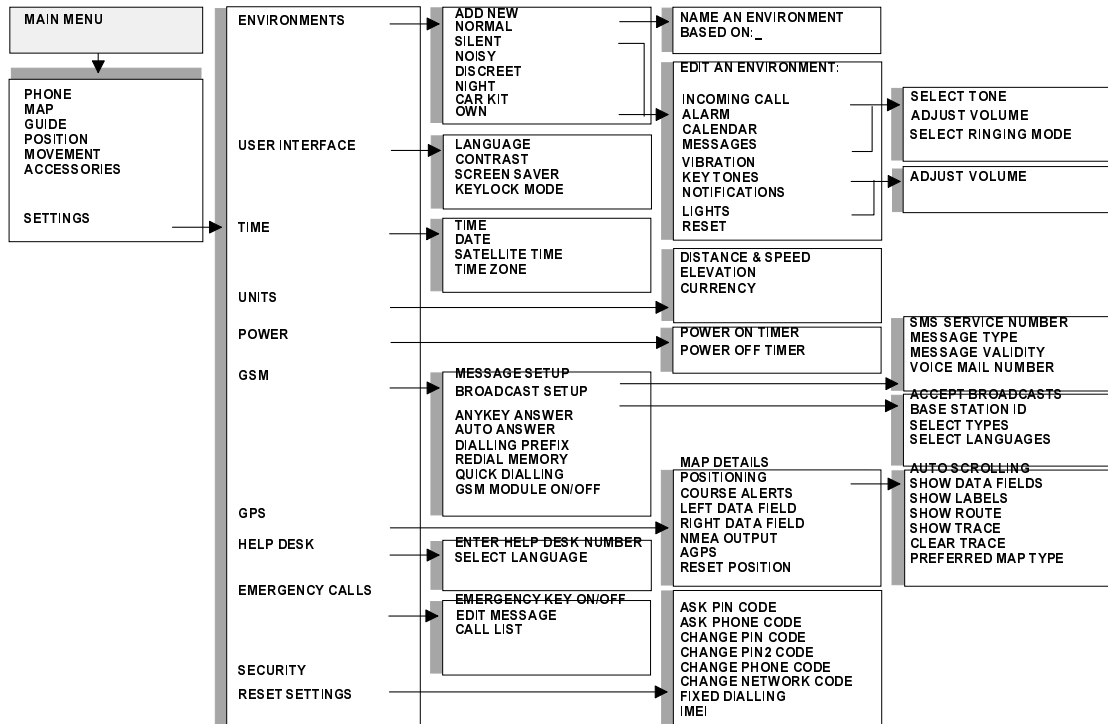 MAIN MENU
PHONE
MAP
GUIDE
POSITION
MOVEMENT
ACCESSORIES
SETTINGS
ENVIRONMENTS
USER INTERFACE
TIME
UNITS
POWER
GSM
GPS
HELP DESK
EMERGENCY CALLS
SECURITY
RESET SETTINGS
ADD NEW
NORMAL
SILENT
NOISY
DISCREET
NIGHT
CAR KIT
OWN
LANGUAGE
CONTRAST
SCREEN SAVER
KEYLOCK MODE
TIME
DATE
SATELLITE TIME
TIME ZONE
MESSAGE SETUP
BROADCAST SETUP
ANYKEY ANSWER
AUTO ANSWER
DIALLING PREFIX
REDIAL MEMORY
QUICK DIALLING
GSM MODULE ON/OFF
ENTER HELP DESK NUMBER
SELECT LANGUAGE
EMERGENCY KEY ON/OFF
EDIT MESSAGE
CALL LIST
NAME AN ENVIRONMENT
BASED ON:_
EDIT AN ENVIRONMENT:
INCOMING CALL
ALARM
CALENDAR
MESSAGES
VIBRATION
KEY TONES
NOTIFICATIONS
LIGHTS
RESET
DISTANCE & SPEED
ELEVATION
CURRENCY
POWER ON TIMER
POWER OFF TIMER
MAP DETAILS
POSITIONING
COURSE ALERTS
LEFT DATA FIELD
RIGHT DATA FIELD
NMEA OUTPUT
AGPS
RESET POSITION
ASK PIN CODE
ASK PHONE CODE
CHANGE PIN CODE
CHANGE PIN2 CODE
CHANGE PHONE CODE
CHANGE NETWORK CODE
FIXED DIALLING
IMEI
SELECT TONE
ADJUST VOLUME
SELECT RINGING MODE
ADJUST VOLUME
SMS SERVICE NUMBER
MESSAGE TYPE
MESSAGE VALIDITY
VOICE MAIL NUMBER
ACCEPT BROADCASTS
BASE STATION ID
SELECT TYPES
SELECT LANGUAGES
AUTO SCROLLING
SHOW DATA FIELDS
SHOW LABELS
SHOW ROUTE
SHOW TRACE
CLEAR TRACE
PREFERRED MAP TYPE